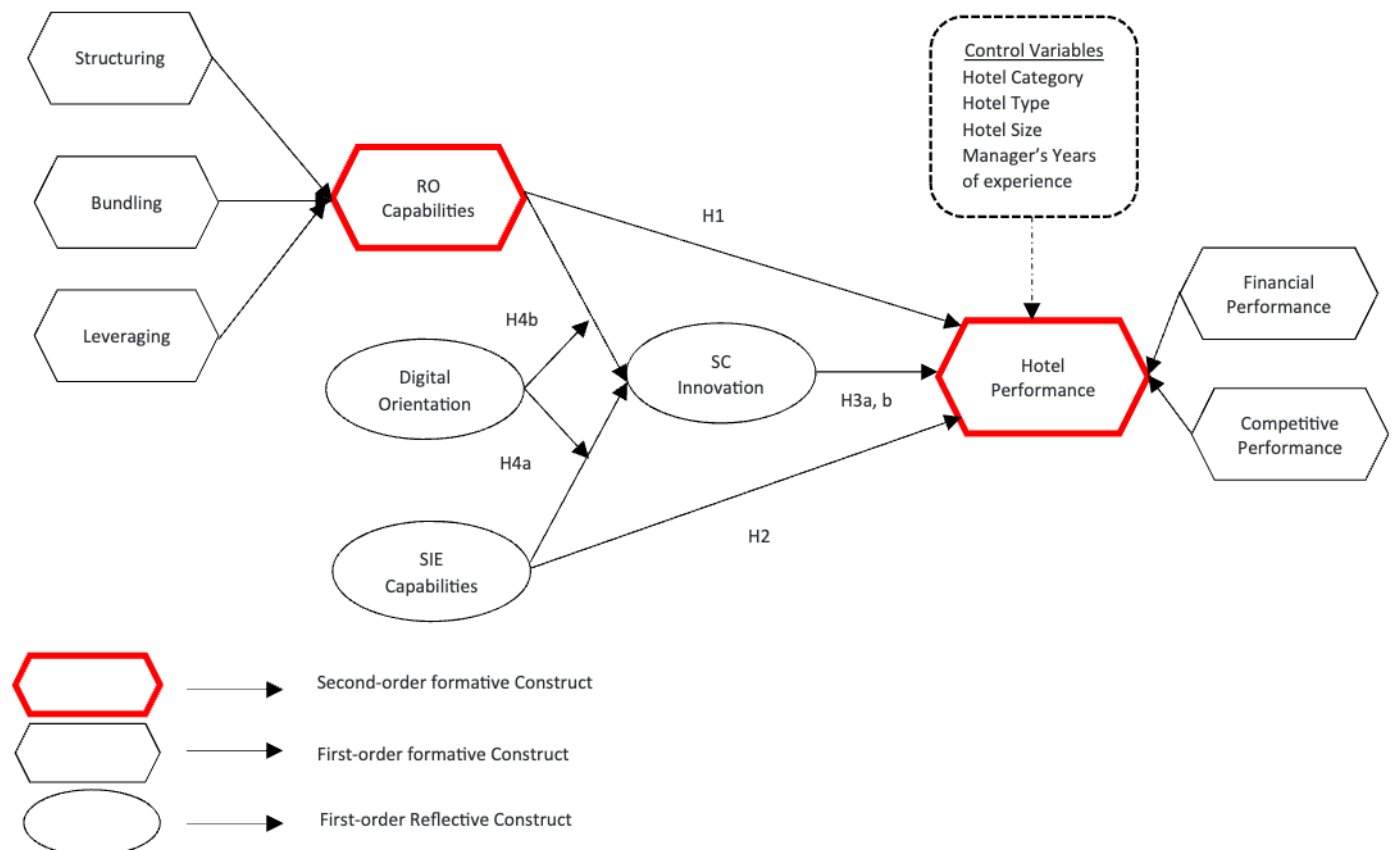 Structuring
Bundling
Leveraging
RO
Capabilities
Digital
Orientation
SIE
Capabilities
H4b
H4a
SC
Innovation
H1
H3a, b
H2
Control Variables
Hotel Category
Hotel Type
Hotel Size
Manager’s Years
of experience
Hotel
Performance
Financial
Performance
Competitive
Performance
Second-order formative Construct
First-order formative Construct
First-order Reflective Construct